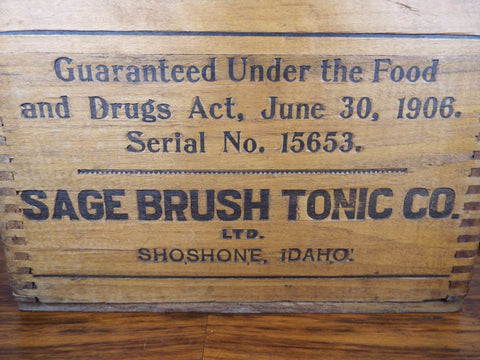 Guaranteed Under the Food
and Drugs Act, June 30, 1906.
Serial No. 15653.
SAGE BRUSH TONIC CO.
LTD.
SHOSHONE, IDAHO.